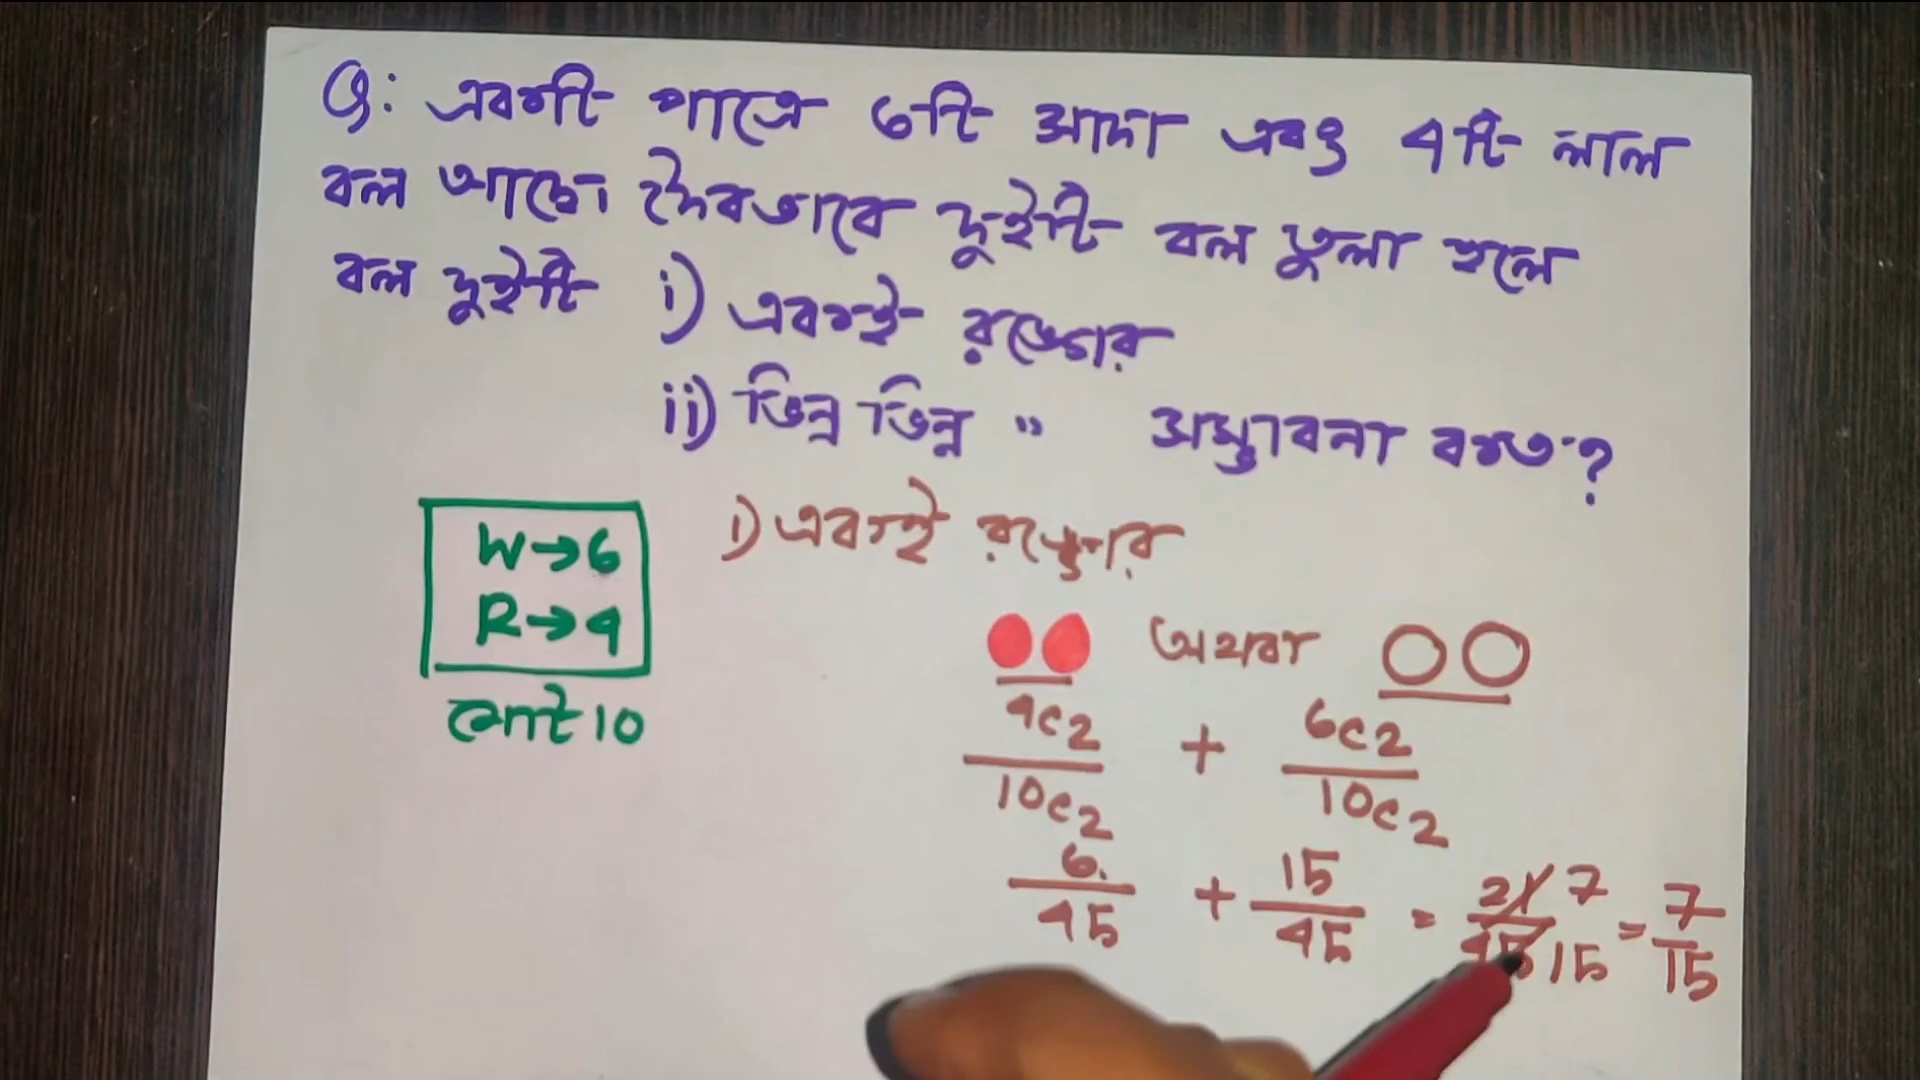 Q: একটি পাত্রে ৬টি সাদা এবং 4টি লাল
বল আছে। দৈবভাবে দুইটি বল তুলা হলে
বল দুইটি i) একই রঙের
ii) ভিন্ন ভিন্ন " সম্ভাবনা কত?
W→6
R→4
মোট 10
i) একই রঙের
অথবা
4c2 + 6c2
10c2 10c2
6 + 15 = 21 7 = 7
45 45 45 15 15